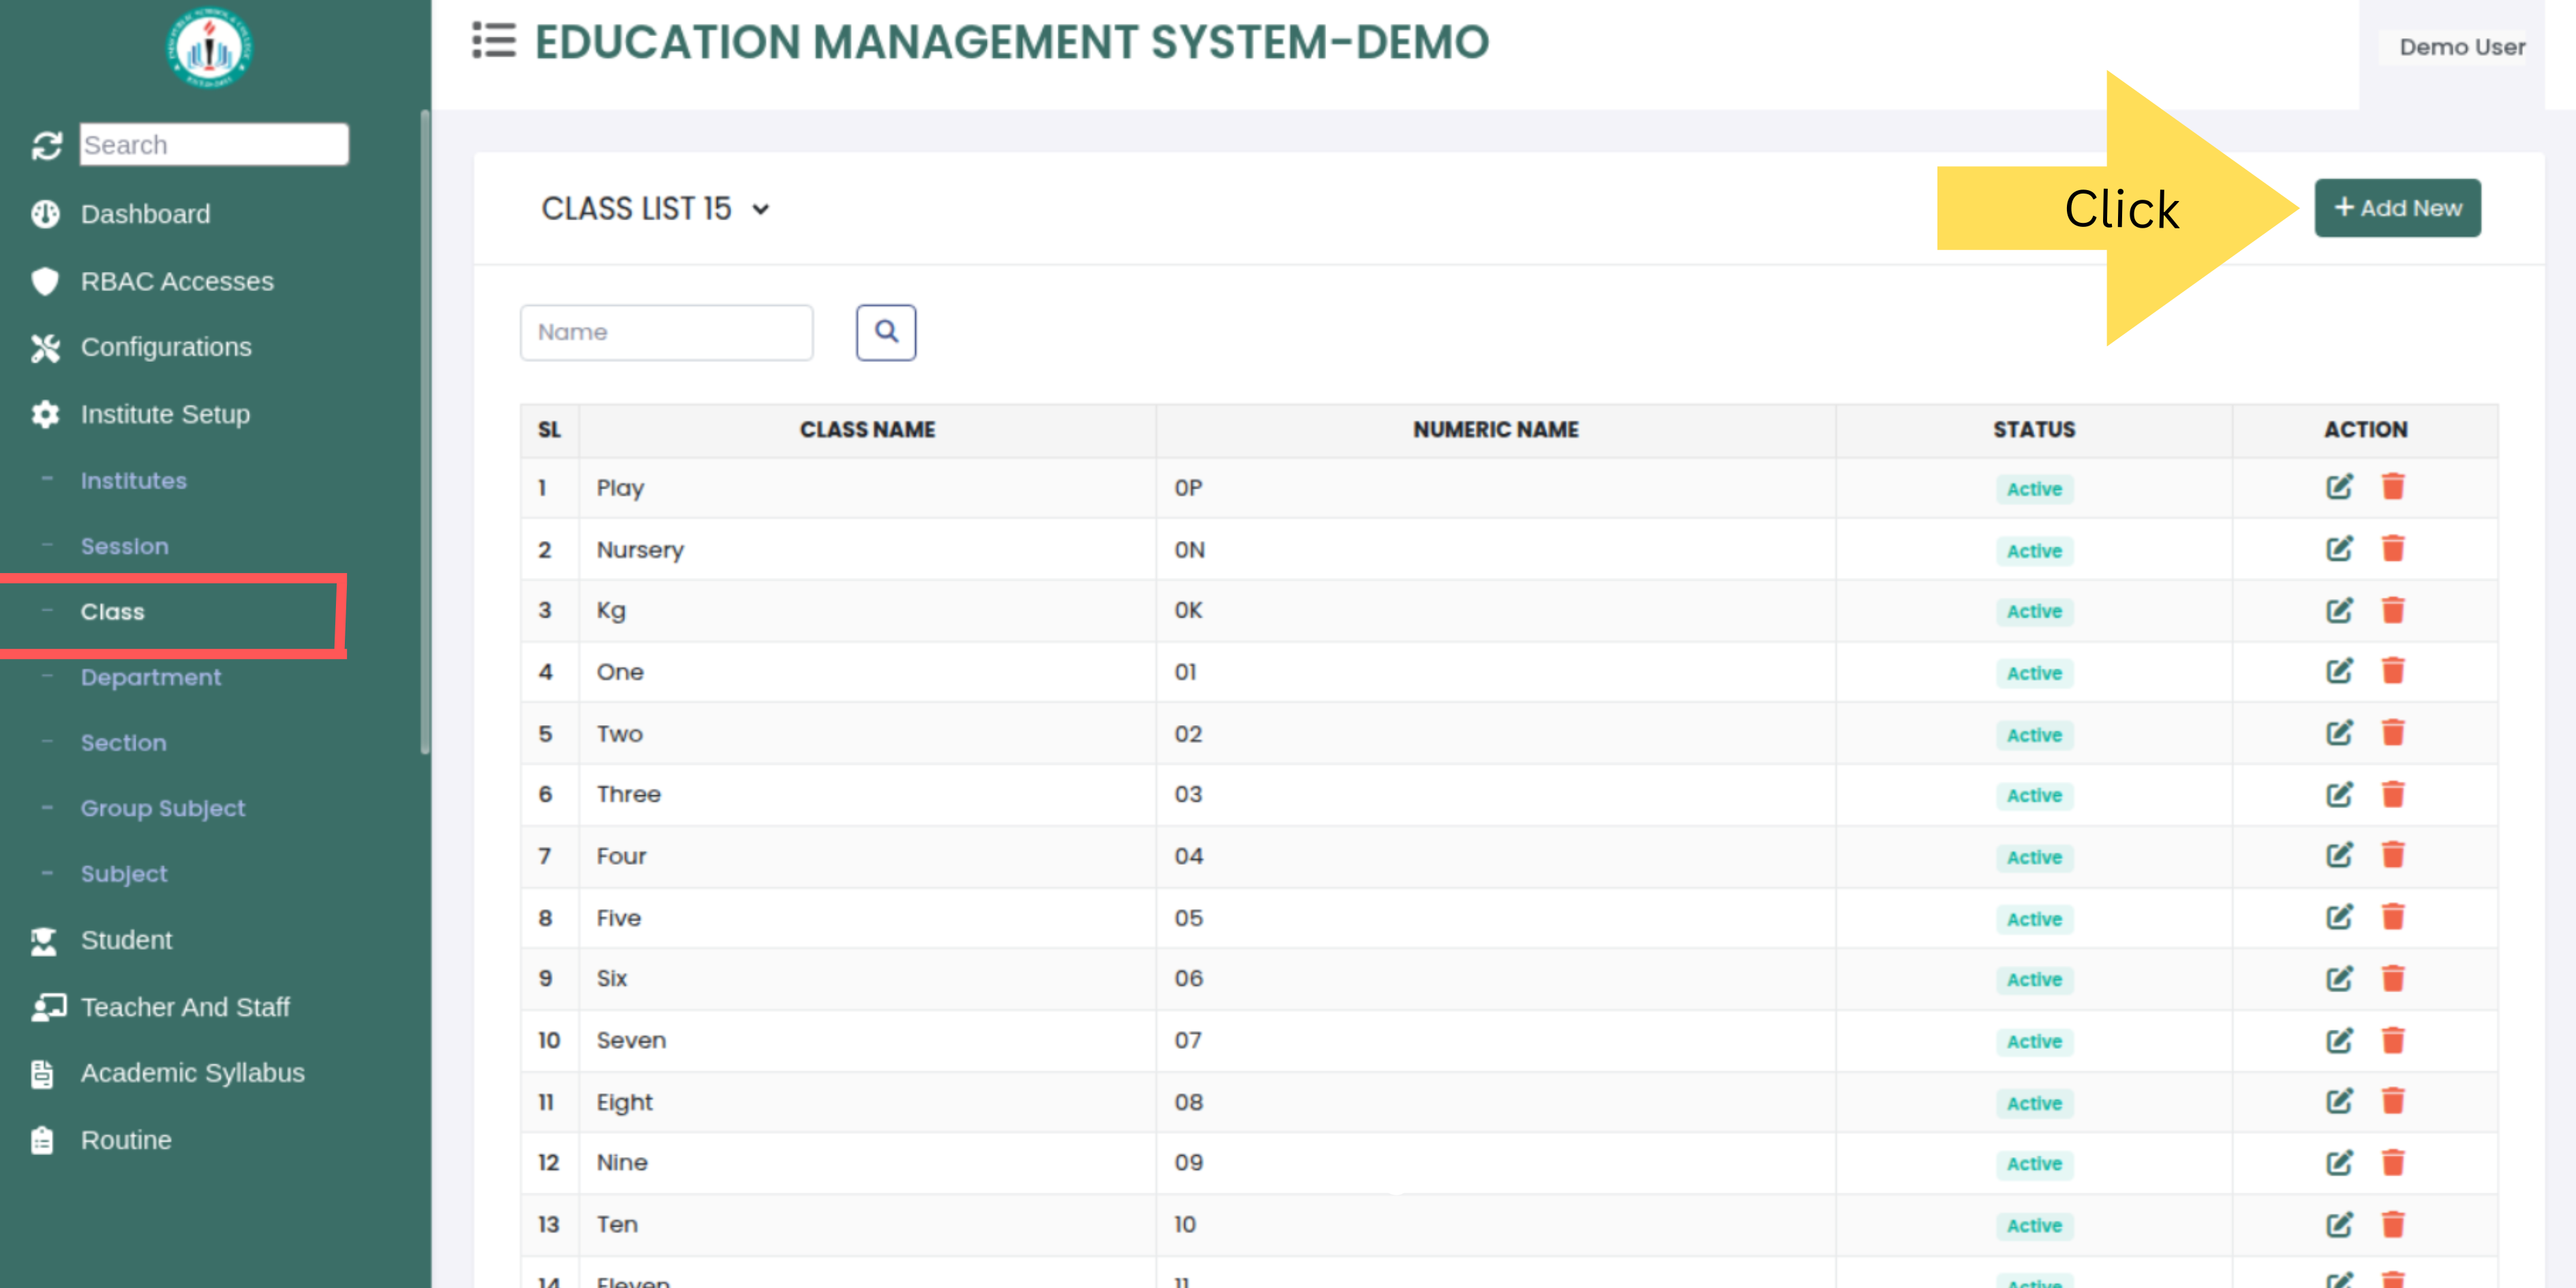 EDUCATION MANAGEMENT SYSTEM-DEMO
Demo User
Search
Dashboard
RBAC Accesses
Configurations
Institute Setup
Institutes
Session
Class
Department
Section
Group Subject
Subject
Student
Teacher And Staff
Academic Syllabus
Routine
CLASS LIST 15
Click
+ Add New
Name
SL CLASS NAME NUMERIC NAME STATUS ACTION
1 Play 0P Active
2 Nursery 0N Active
3 Kg 0K Active
4 One 01 Active
5 Two 02 Active
6 Three 03 Active
7 Four 04 Active
8 Five 05 Active
9 Six 06 Active
10 Seven 07 Active
11 Eight 08 Active
12 Nine 09 Active
13 Ten 10 Active
14 Eleven 11 Active